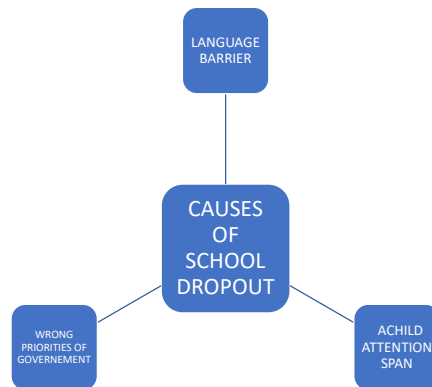 LANGUAGE
BARRIER
CAUSES
OF
SCHOOL
DROPOUT
WRONG
PRIORITIES OF
GOVERNEMENT
ACHILD
ATTENTION
SPAN